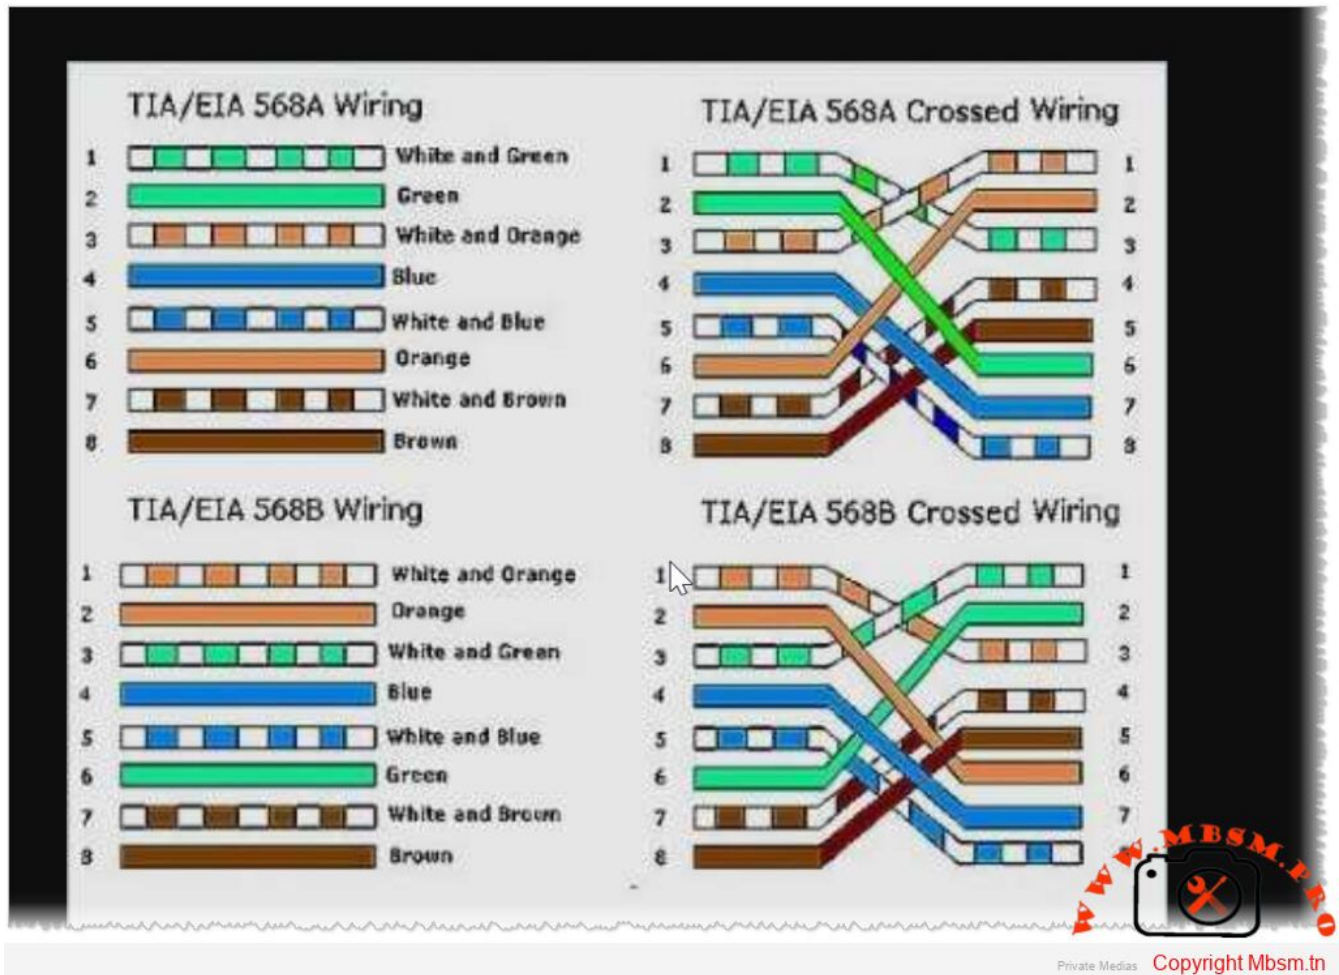 TIA/EIA 568A Wiring
1 White and Green
2 Green
3 White and Orange
4 Blue
5 White and Blue
6 Orange
7 White and Brown
8 Brown
TIA/EIA 568A Crossed Wiring
1 1
2 2
3 3
4 4
5 5
6 6
7 7
8 8
TIA/EIA 568B Wiring
1 White and Orange
2 Orange
3 White and Green
4 Blue
5 White and Blue
6 Green
7 White and Brown
8 Brown
TIA/EIA 568B Crossed Wiring
1 1
2 2
3 3
4 4
5 5
6 6
7 7
8
WWW.MBSM.PRO
Private Medias Copyright Mbsm.tn